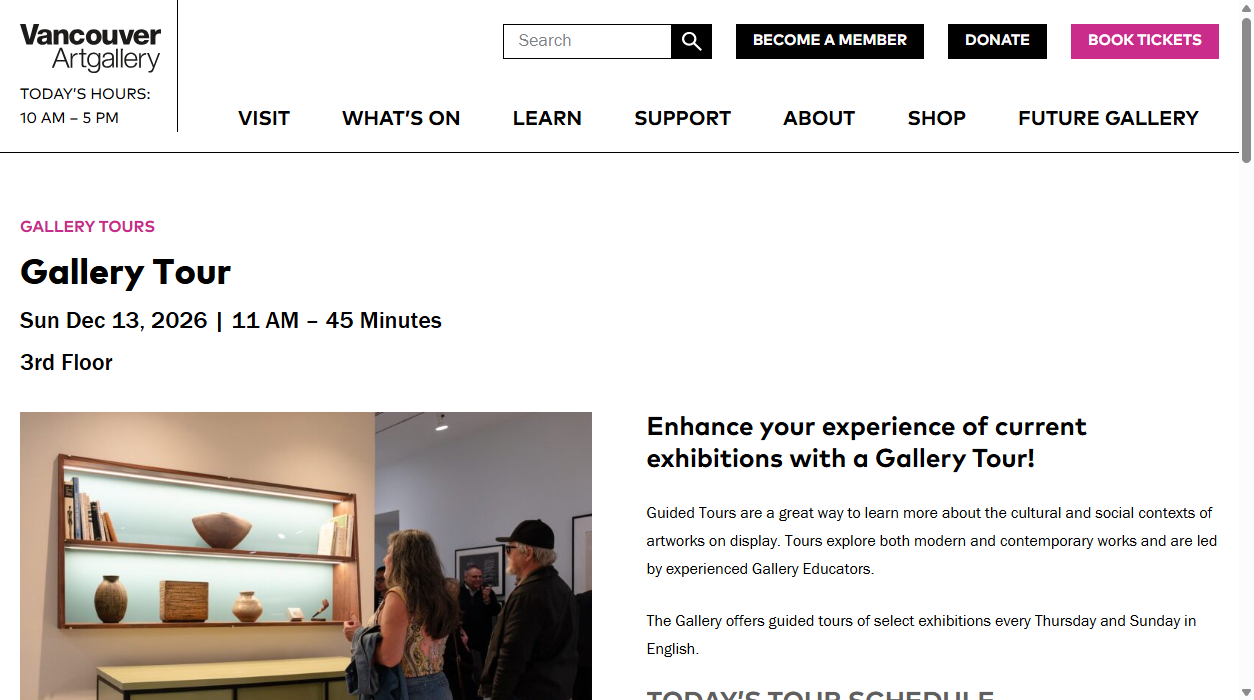 Vancouver
Artgallery
TODAY'S HOURS:
10 AM – 5 PM
Search
BECOME A MEMBER
DONATE
BOOK TICKETS
VISIT
WHAT'S ON
LEARN
SUPPORT
ABOUT
SHOP
FUTURE GALLERY
GALLERY TOURS
Gallery Tour
Sun Dec 13, 2026 | 11 AM – 45 Minutes
3rd Floor
Enhance your experience of current
exhibitions with a Gallery Tour!
Guided Tours are a great way to learn more about the cultural and social contexts of
artworks on display. Tours explore both modern and contemporary works and are led
by experienced Gallery Educators.
The Gallery offers guided tours of select exhibitions every Thursday and Sunday in
English.
TODAY'S TOUR SCHEDULE